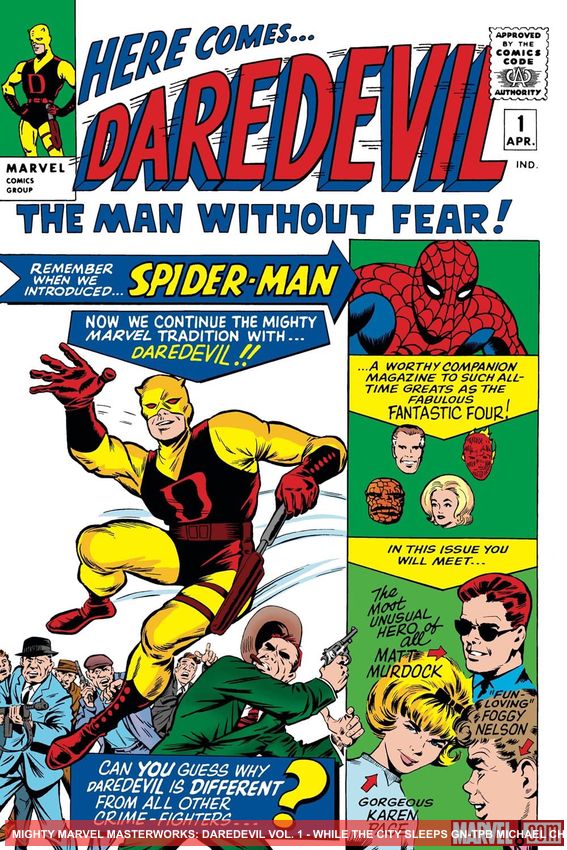 HERE COMES...
DAREDEVIL
THE MAN WITHOUT FEAR!
D
MARVEL
COMICS
GROUP
APPROVED
BY THE
COMICS
CODE
CA
AUTHORITY
1
APR.
IND.
REMEMBER
WHEN WE
INTRODUCED...
SPIDER-MAN
NOW WE CONTINUE THE MIGHTY
MARVEL TRADITION WITH...
DAREDEVIL!!
D
...A WORTHY COMPANION
MAGAZINE TO SUCH ALL-
TIME GREATS AS THE
FABULOUS
FANTASTIC FOUR!
IN THIS ISSUE YOU
WILL MEET...
The
Most
UNUSUAL
HERO of
all
MATT
MURDOCK
"FUN-
LOVING"
FOGGY
NELSON
GORGEOUS
KAREN
PAGE
CAN YOU GUESS WHY
DAREDEVIL IS DIFFERENT
FROM ALL OTHER
CRIME-FIGHTERS...
?
MARVEL.com
MIGHTY MARVEL MASTERWORKS: DAREDEVIL VOL. 1 - WHILE THE CITY SLEEPS GN-TPB MICHAEL CH